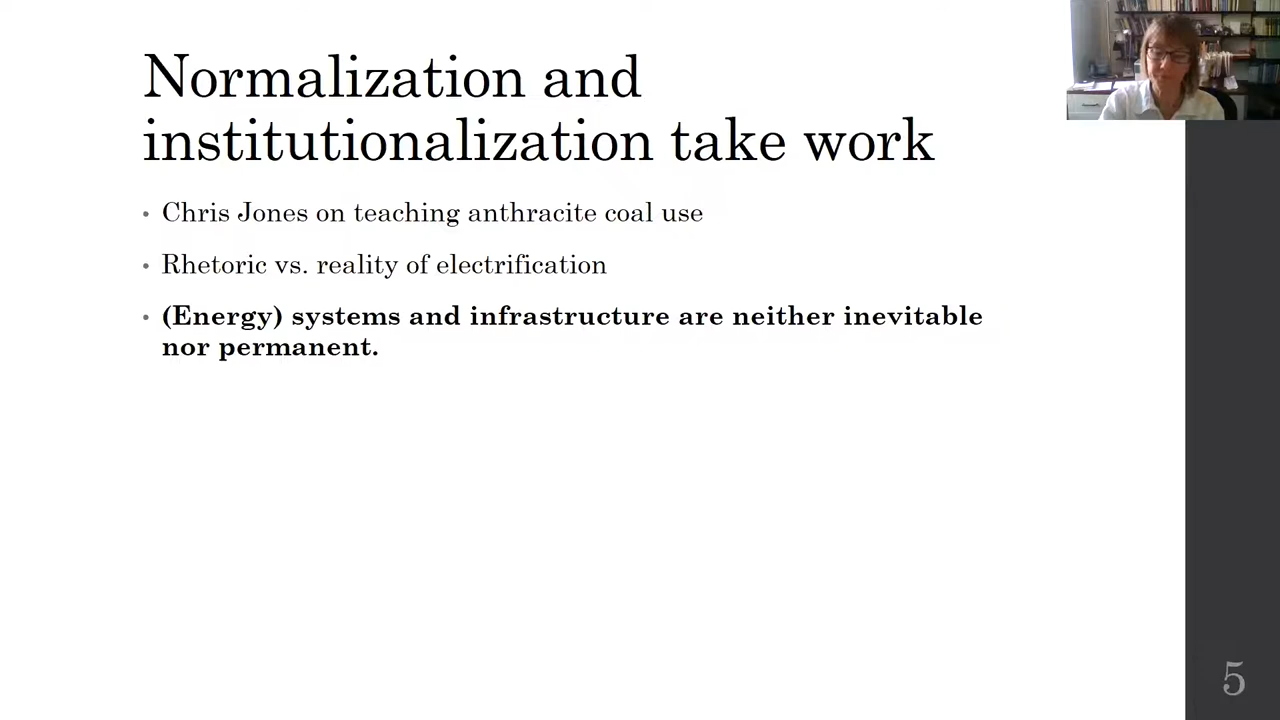 Normalization and
institutionalization take work
• Chris Jones on teaching anthracite coal use
• Rhetoric vs. reality of electrification
• (Energy) systems and infrastructure are neither inevitable
nor permanent.
5